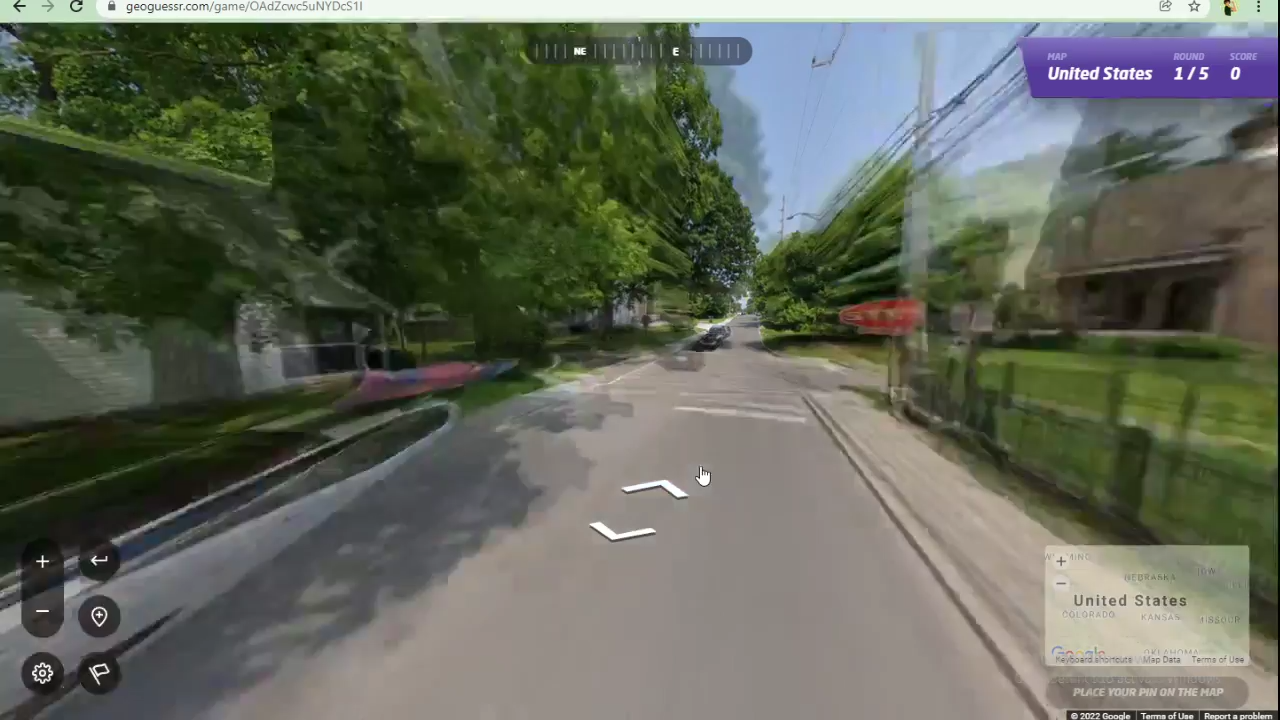 geoguessr.com/game/OAdZcwc5uNYDcS1I
NE E
MAP ROUND SCORE
United States 1 / 5 0
NEBRASKA
United States
COLORADO KANSAS MISSOUR
OKLAHOMA
Google
Keyboard shortcuts Map Data Terms of Use
PLACE YOUR PIN ON THE MAP
© 2022 Google Terms of Use Report a problem